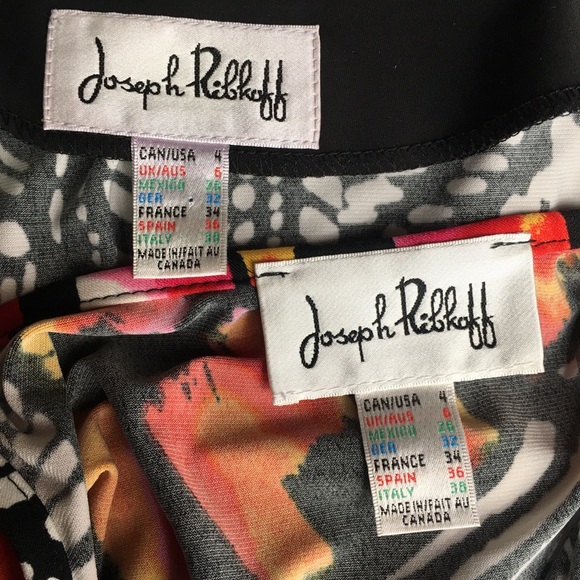 Joseph Ribkoff
CAN/USA 4
UK/AUS 6
MEXICO 26
GER 32
FRANCE 34
SPAIN 36
ITALY 38
MADE IN/FAIT AU
CANADA
Joseph Ribkoff
CAN/USA 4
UK/AUS 6
MEXICO 26
GER 32
FRANCE 34
SPAIN 36
ITALY 38
MADE IN/FAIT AU
CANADA